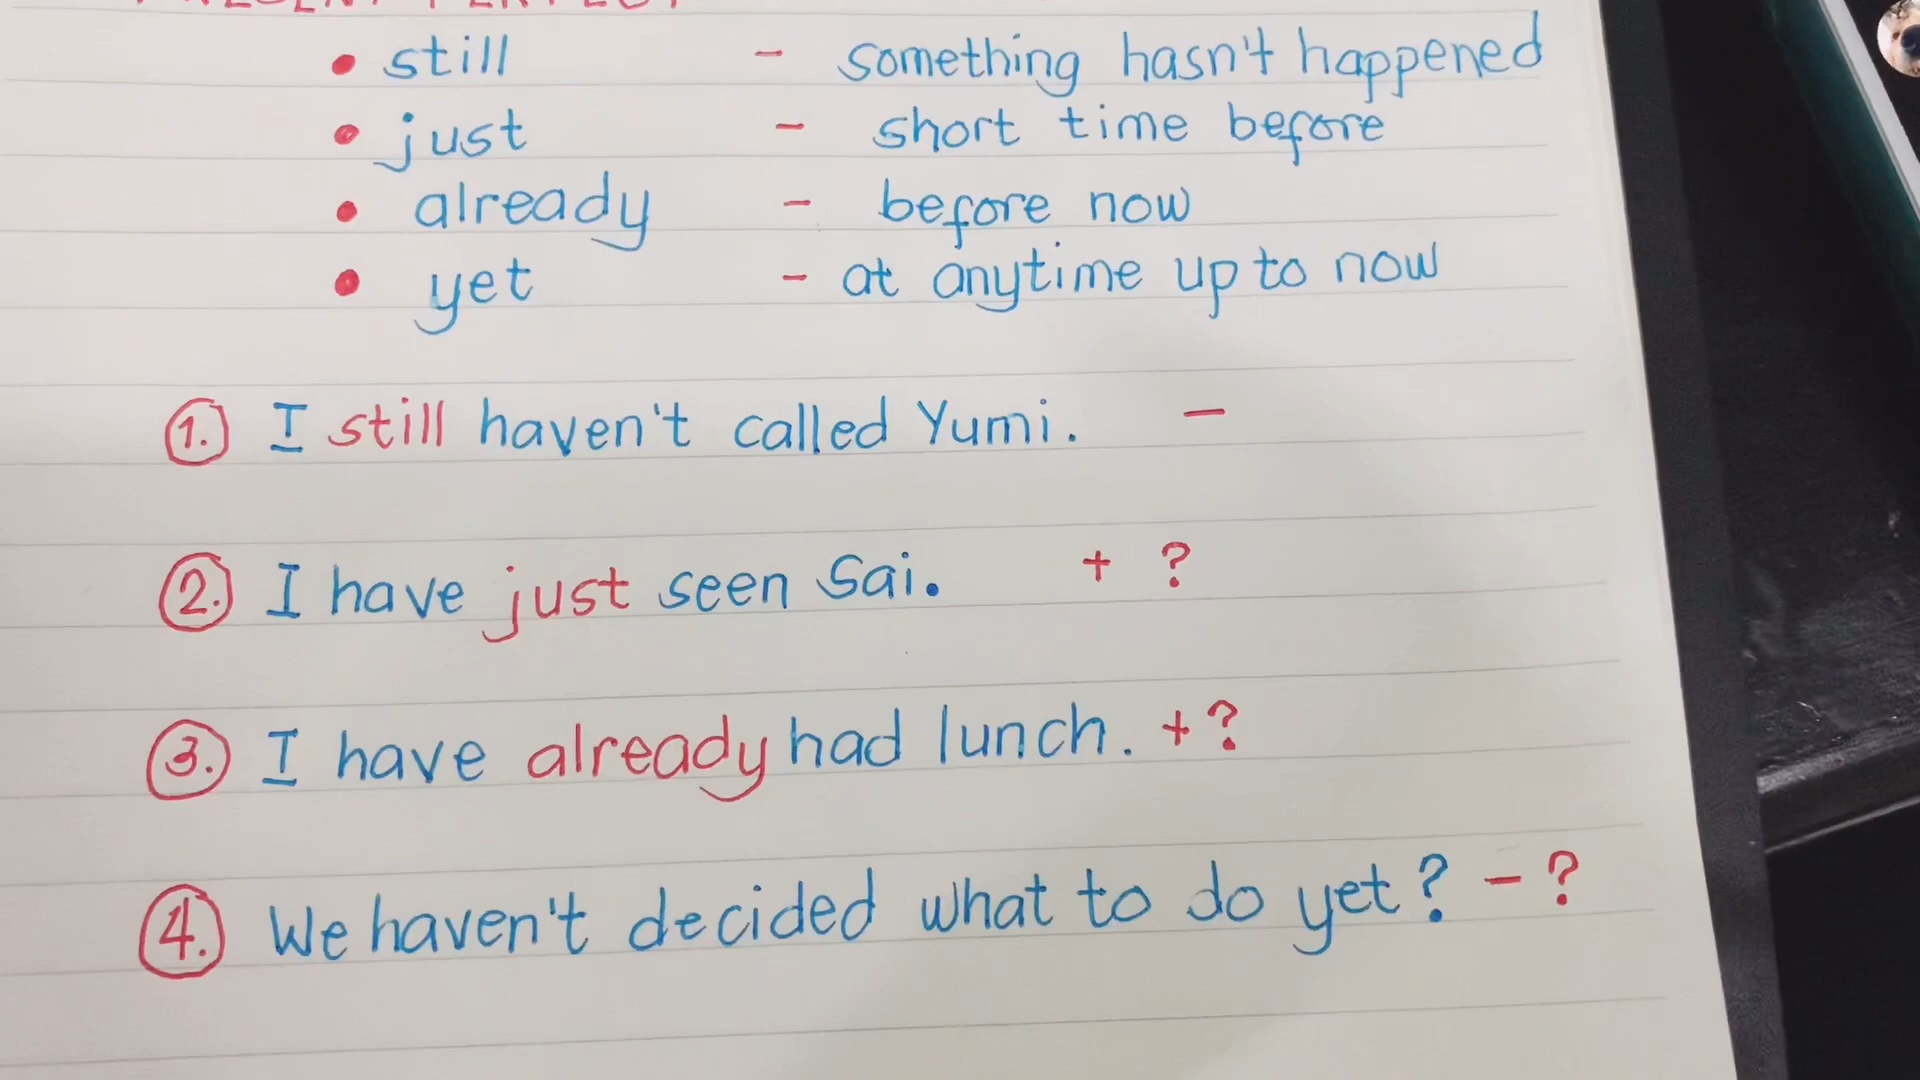 PRESENT PERFECT
• still - something hasn't happened
• just - short time before
• already - before now
• yet - at anytime up to now
1. I still haven't called Yumi. -
2. I have just seen Sai. + ?
3. I have already had lunch. + ?
4. We haven't decided what to do yet? - ?